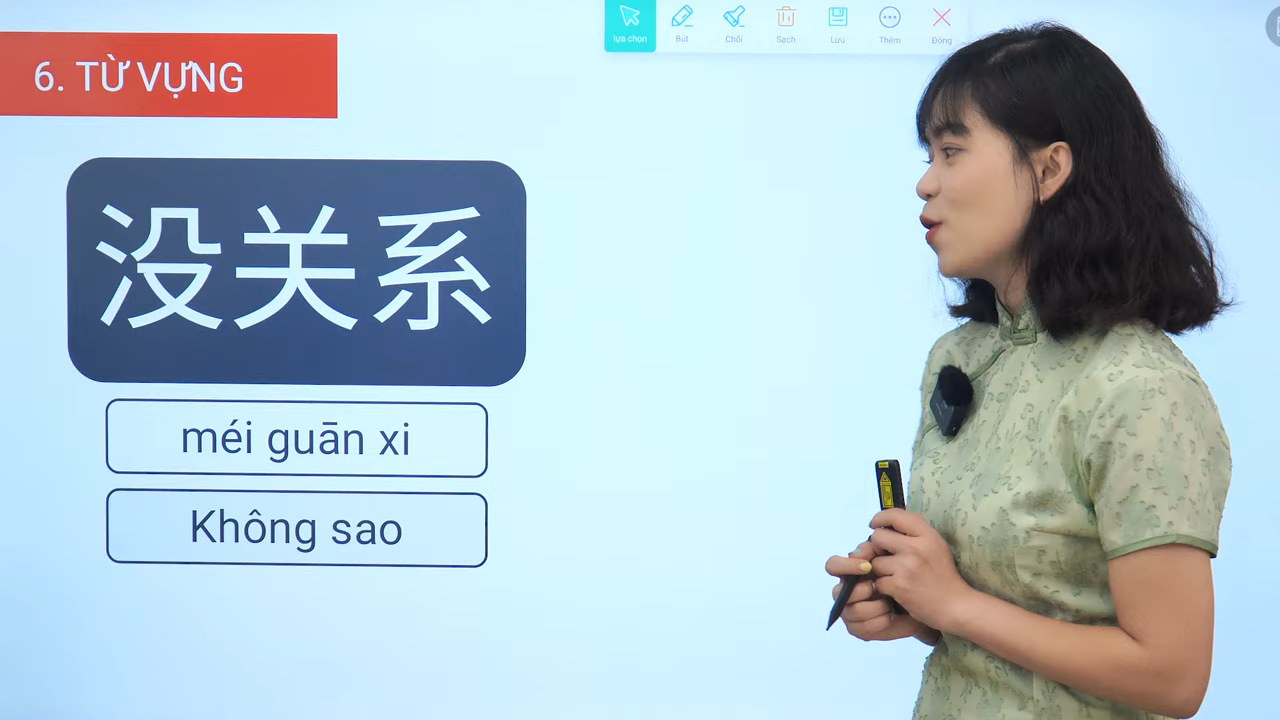 lựa chọn Bút Chổi Sạch Lưu Thêm Đóng
6. TỪ VỰNG
没关系
méi guān xi
Không sao